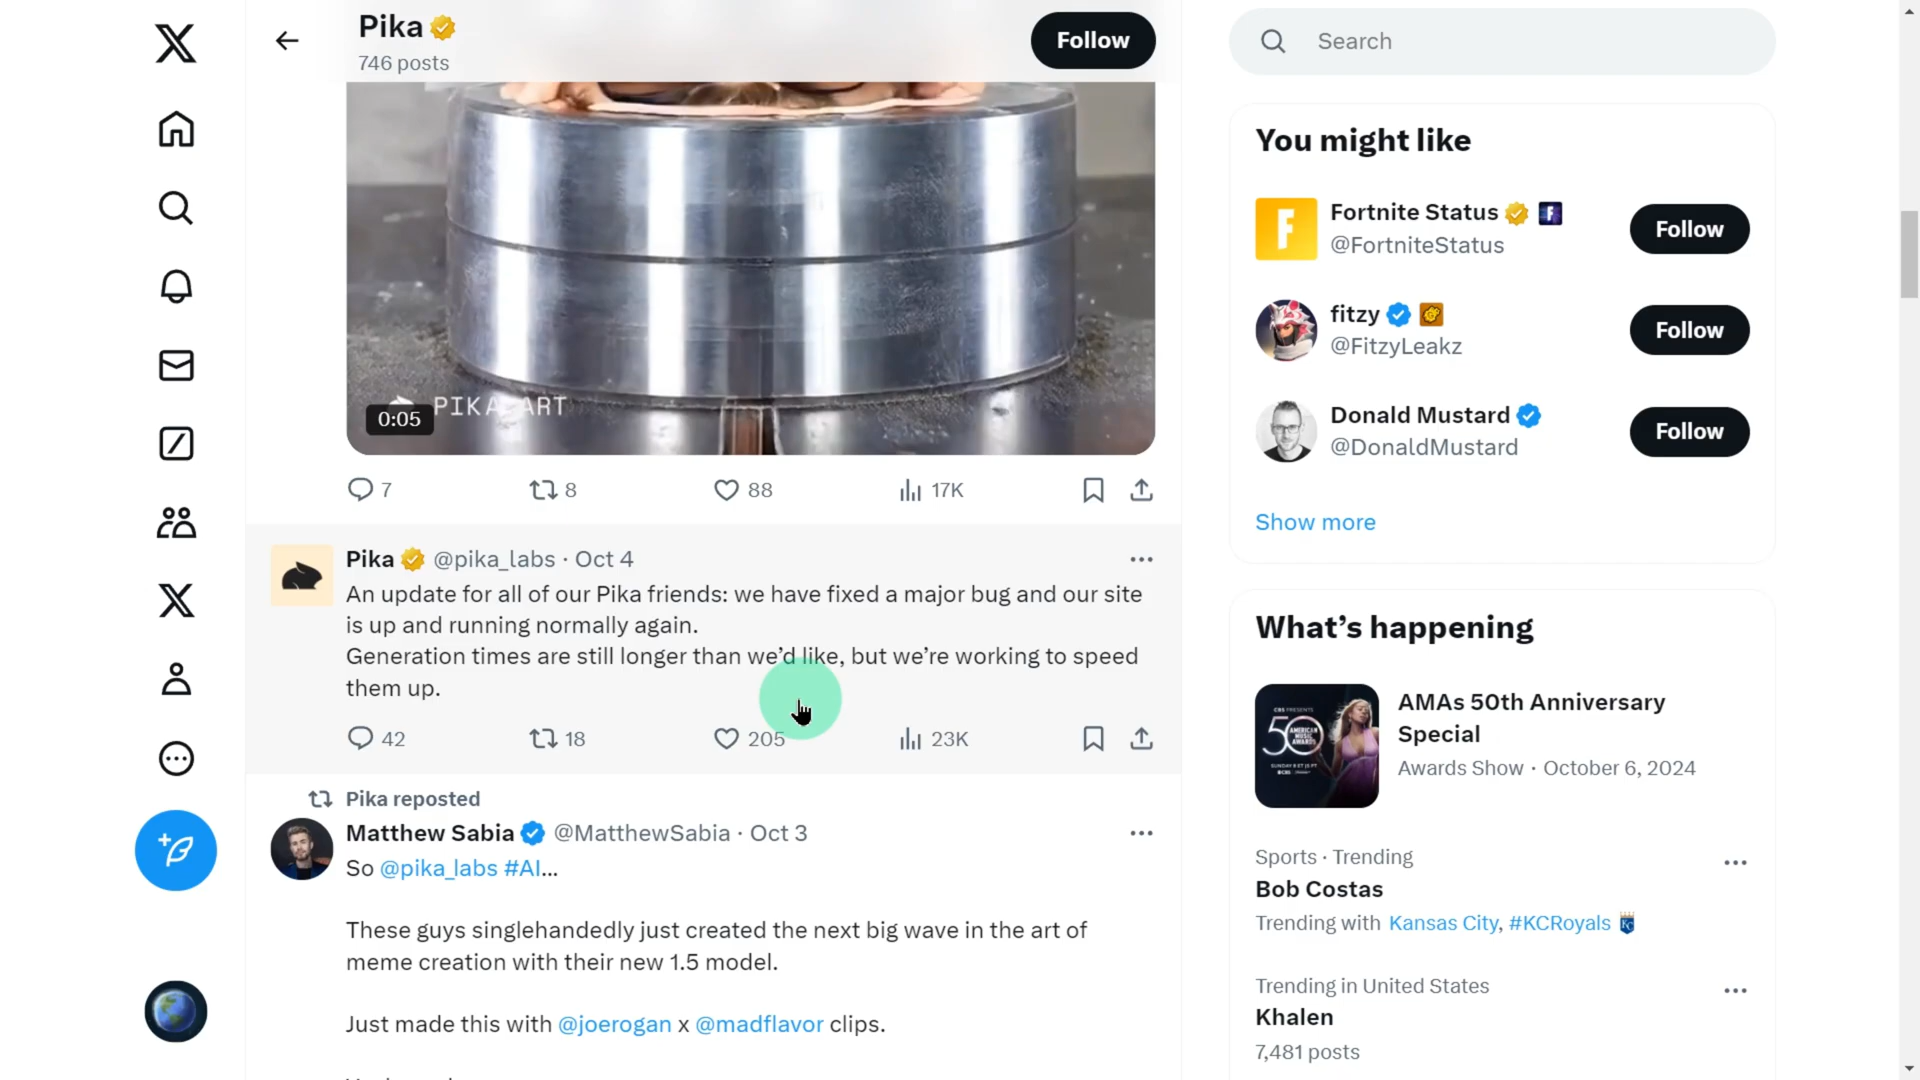 Pika
746 posts
Follow
Search
PIKA ART
0:05
7
8
88
17K
Pika @pika_labs · Oct 4
An update for all of our Pika friends: we have fixed a major bug and our site
is up and running normally again.
Generation times are still longer than we’d like, but we’re working to speed
them up.
42
18
205
23K
Pika reposted
Matthew Sabia @MatthewSabia · Oct 3
So @pika_labs #AI...
These guys singlehandedly just created the next big wave in the art of
meme creation with their new 1.5 model.
Just made this with @joerogan x @madflavor clips.
You might like
Fortnite Status
@FortniteStatus
Follow
fitzy
@FitzyLeakz
Follow
Donald Mustard
@DonaldMustard
Follow
Show more
What’s happening
CBS PRESENTS
50
AMERICAN MUSIC AWARDS
AMAs 50th Anniversary
Special
Awards Show · October 6, 2024
Sports · Trending
Bob Costas
Trending with Kansas City, #KCRoyals
Trending in United States
Khalen
7,481 posts